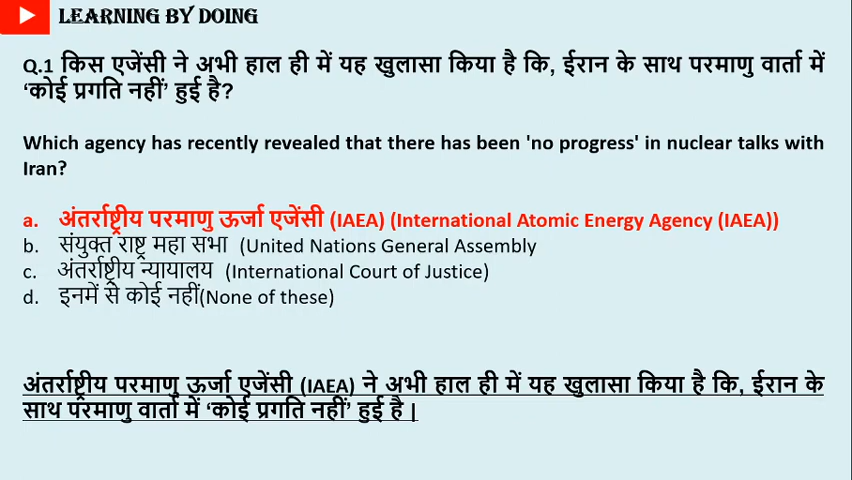 LEARNING BY DOING
Q.1 किस एजेंसी ने अभी हाल ही में यह खुलासा किया है कि, ईरान के साथ परमाणु वार्ता में
‘कोई प्रगति नहीं’ हुई है?
Which agency has recently revealed that there has been 'no progress' in nuclear talks with
Iran?
a. अंतर्राष्ट्रीय परमाणु ऊर्जा एजेंसी (IAEA) (International Atomic Energy Agency (IAEA))
b. संयुक्त राष्ट्र महा सभा (United Nations General Assembly
c. अंतर्राष्ट्रीय न्यायालय (International Court of Justice)
d. इनमें से कोई नहीं(None of these)
अंतर्राष्ट्रीय परमाणु ऊर्जा एजेंसी (IAEA) ने अभी हाल ही में यह खुलासा किया है कि, ईरान के
साथ परमाणु वार्ता में ‘कोई प्रगति नहीं’ हुई है |